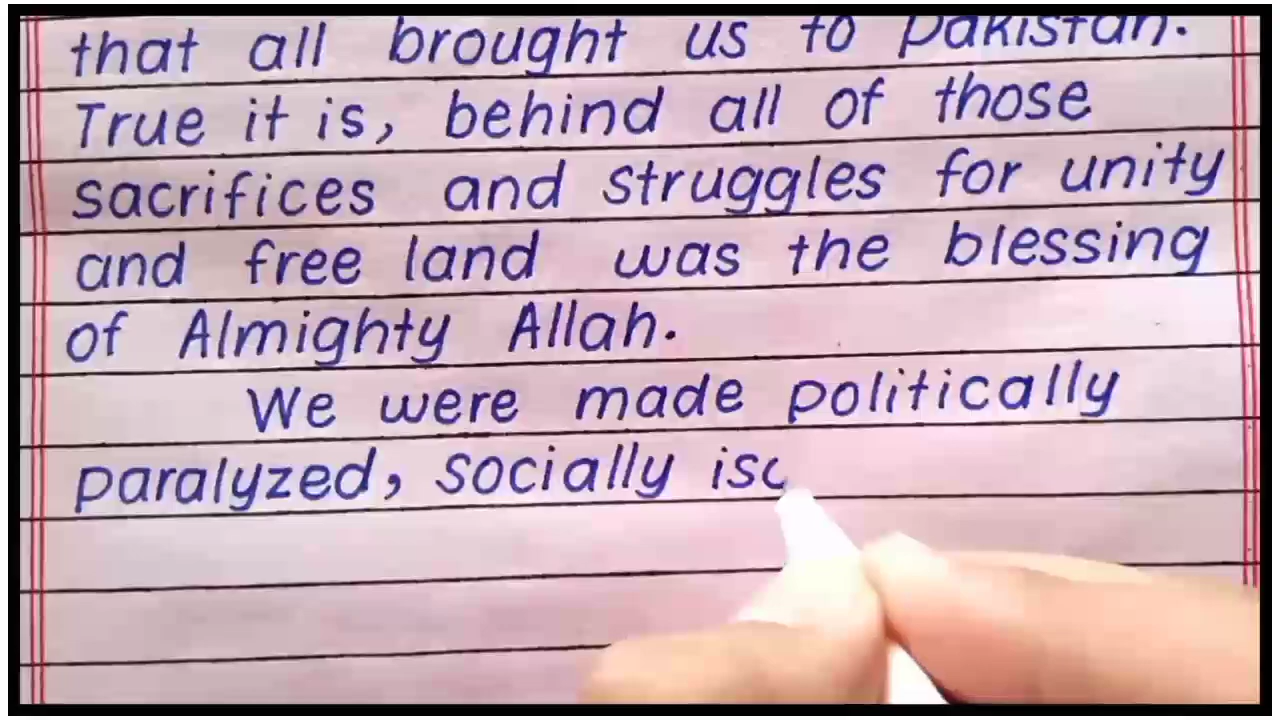 that all brought us to Pakistan.
True it is, behind all of those
sacrifices and struggles for unity
and free land was the blessing
of Almighty Allah.
We were made politically
paralyzed, socially